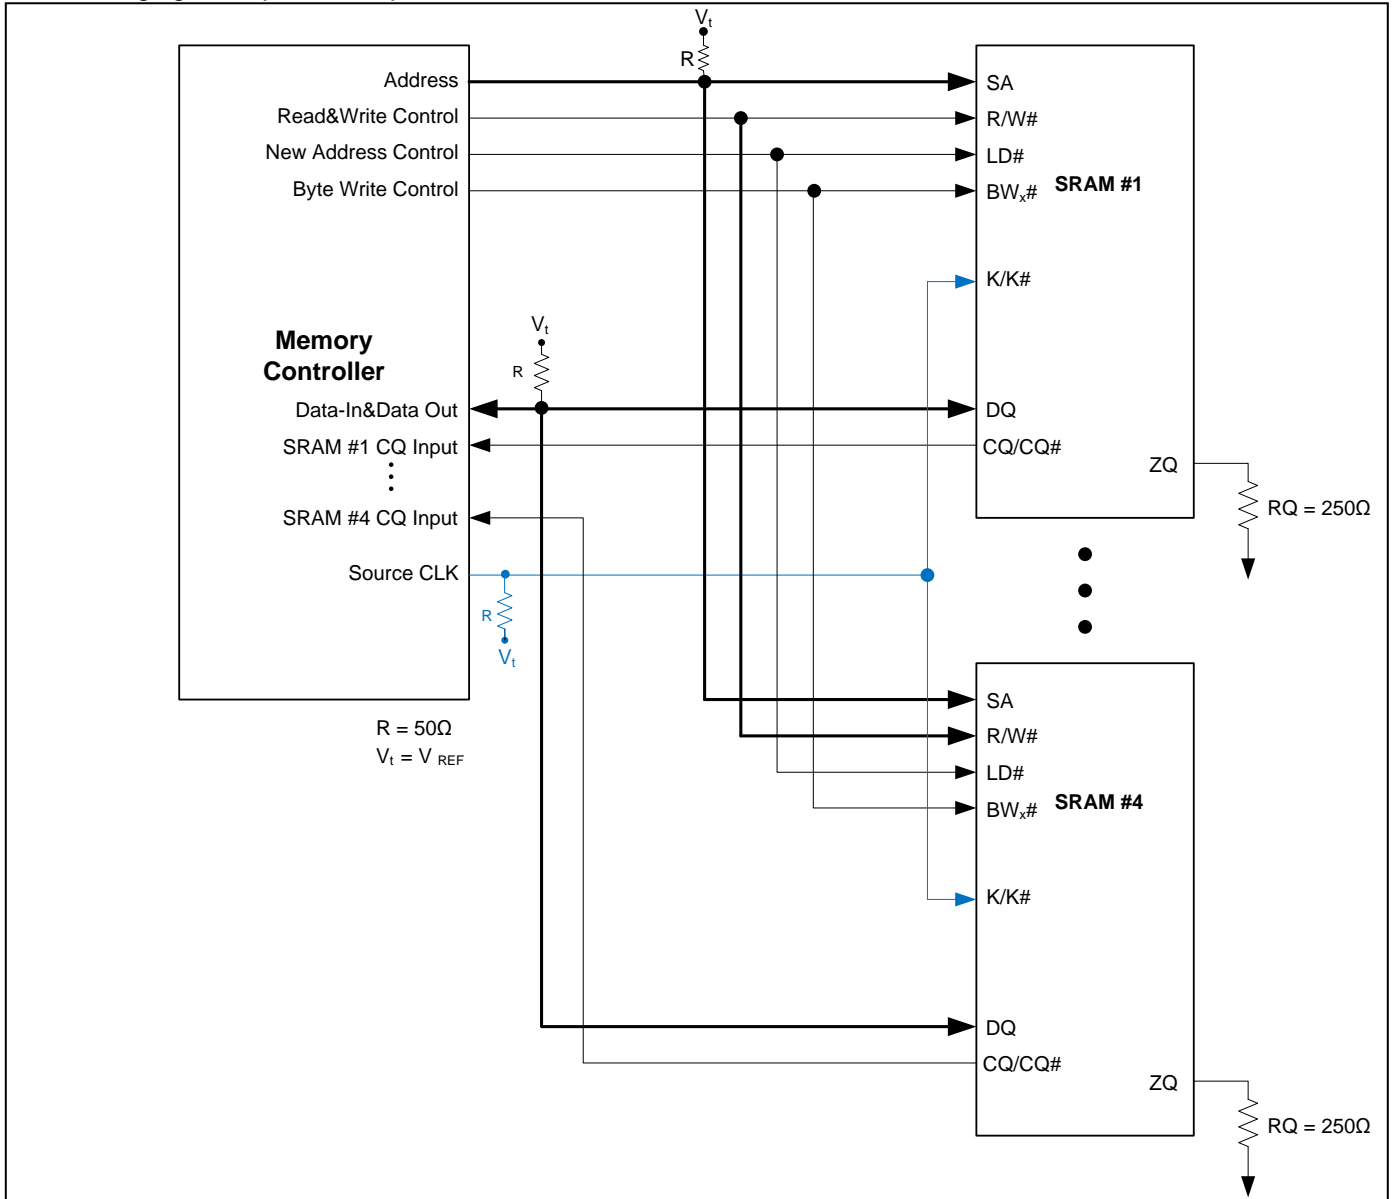 Vt
R
Address
Read&Write Control
New Address Control
Byte Write Control
Memory
Controller
Data-In&Data Out
SRAM #1 CQ Input
SRAM #4 CQ Input
Source CLK
Vt
R
R
Vt
R = 50Ω
Vt = V REF
SA
R/W#
LD#
BWx#
SRAM #1
K/K#
DQ
CQ/CQ#
ZQ
RQ = 250Ω
SA
R/W#
LD#
BWx#
SRAM #4
K/K#
DQ
CQ/CQ#
ZQ
RQ = 250Ω